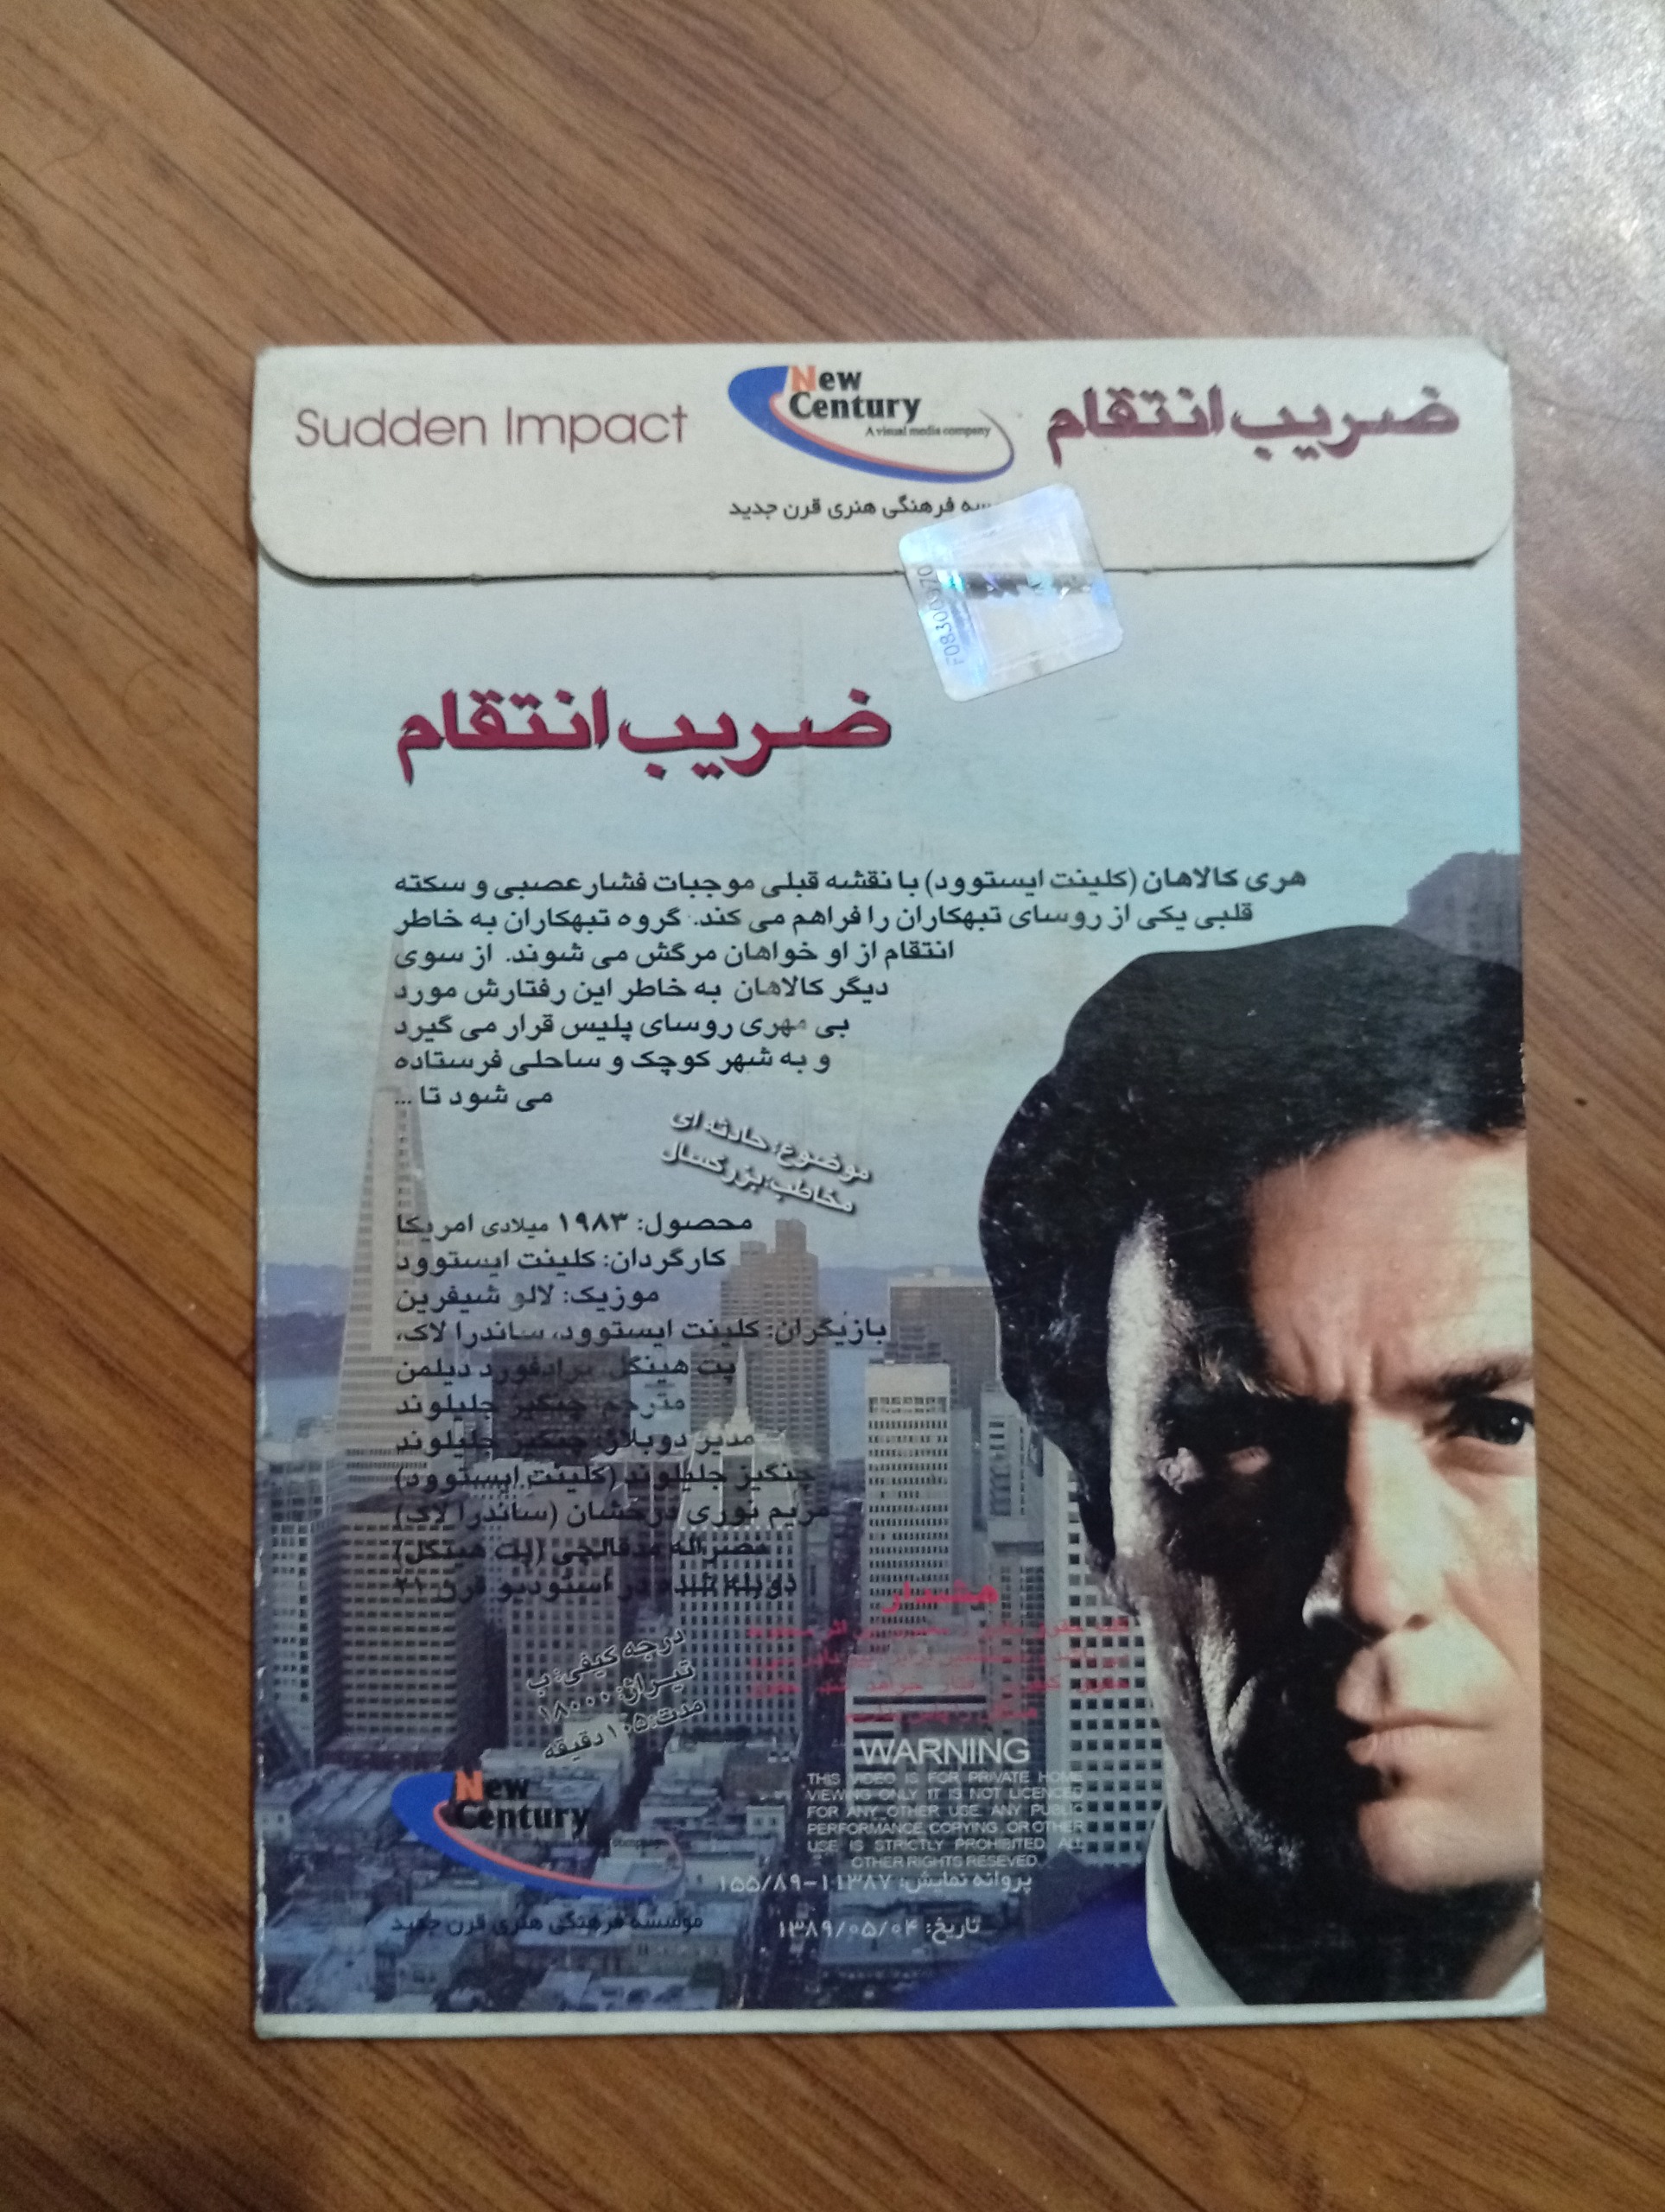 Sudden Impact
New
Century
A visual media company
ضریب انتقام
فرهنگی هنری قرن جدید
F08300970
ضریب انتقام
هری کالاهان (کلینت ایستوود) با نقشه قبلی موجبات فشار عصبی و سکته
قلبی یکی از روسای تبهکاران را فراهم می کند. گروه تبهکاران به خاطر
انتقام از او خواهان مرگش می شوند. از سوی
دیگر کالاهان به خاطر این رفتارش مورد
بی مهری روسای پلیس قرار می گیرد
و به شهر کوچک و ساحلی فرستاده
می شود تا ...
موضوع: حادثه ای
مخاطب: بزرگسال
محصول: ۱۹۸۳ میلادی امریکا
کارگردان: کلینت ایستوود
موزیک: لالو شیفرین
بازیگران: کلینت ایستوود، ساندرا لاک،
پت هینگل برادفورد دیلمن
مترجم: چنگیز جلیلوند
مدیر دوبلاژ: چنگیز جلیلوند
چنگیز جلیلوند (کلینت ایستوود)
مریم نوری درخشان (ساندرا لاک)
مدقالچی (پت هینگل)
دوبله شده در استودیو قرن ۲۱
درجه کیفی: ب
تیراژ: ۱۸۰۰۰
مدت: ۱۰۵ دقیقه
هشدار
WARNING
THIS VIDEO IS FOR PRIVATE HOME
VIEWING ONLY IT IS NOT LICENCED
FOR ANY OTHER USE. ANY PUBLIC
PERFORMANCE, COPYING, OR OTHER
USE IS STRICTLY PROHIBITED. ALL
OTHER RIGHTS RESEVED.
پروانه نمایش: ۱۱۳۸۷-۱۵۵/۸۹
تاریخ: ۱۳۸۹/۰۵/۰۴
New
Century
company
موسسه فرهنگی هنری قرن جدید